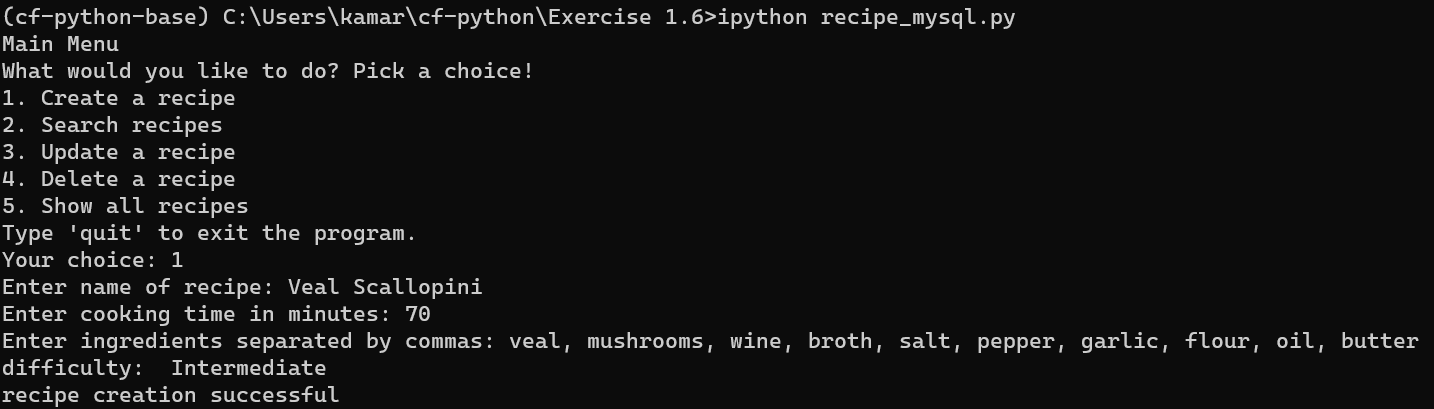 (cf-python-base) C:\Users\kamar\cf-python\Exercise 1.6>ipython recipe_mysql.py
Main Menu
What would you like to do? Pick a choice!
1. Create a recipe
2. Search recipes
3. Update a recipe
4. Delete a recipe
5. Show all recipes
Type 'quit' to exit the program.
Your choice: 1
Enter name of recipe: Veal Scallopini
Enter cooking time in minutes: 70
Enter ingredients separated by commas: veal, mushrooms, wine, broth, salt, pepper, garlic, flour, oil, butter
difficulty:  Intermediate
recipe creation successful